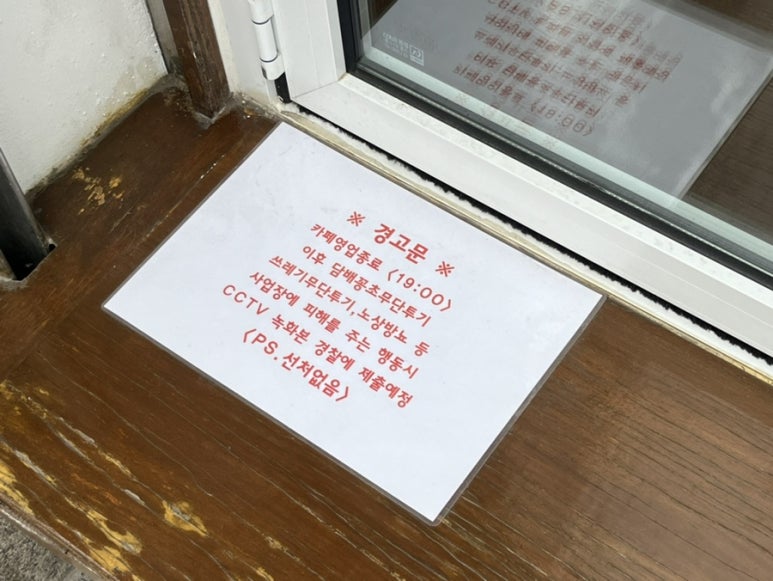 ※ 경고문 ※
카페영업종료 〈19:00〉
이후 담배꽁초무단투기
쓰레기무단투기,노상방뇨 등
사업장에 피해를 주는 행동시
CCTV 녹화본 경찰에 제출예정
〈PS.선처없음〉